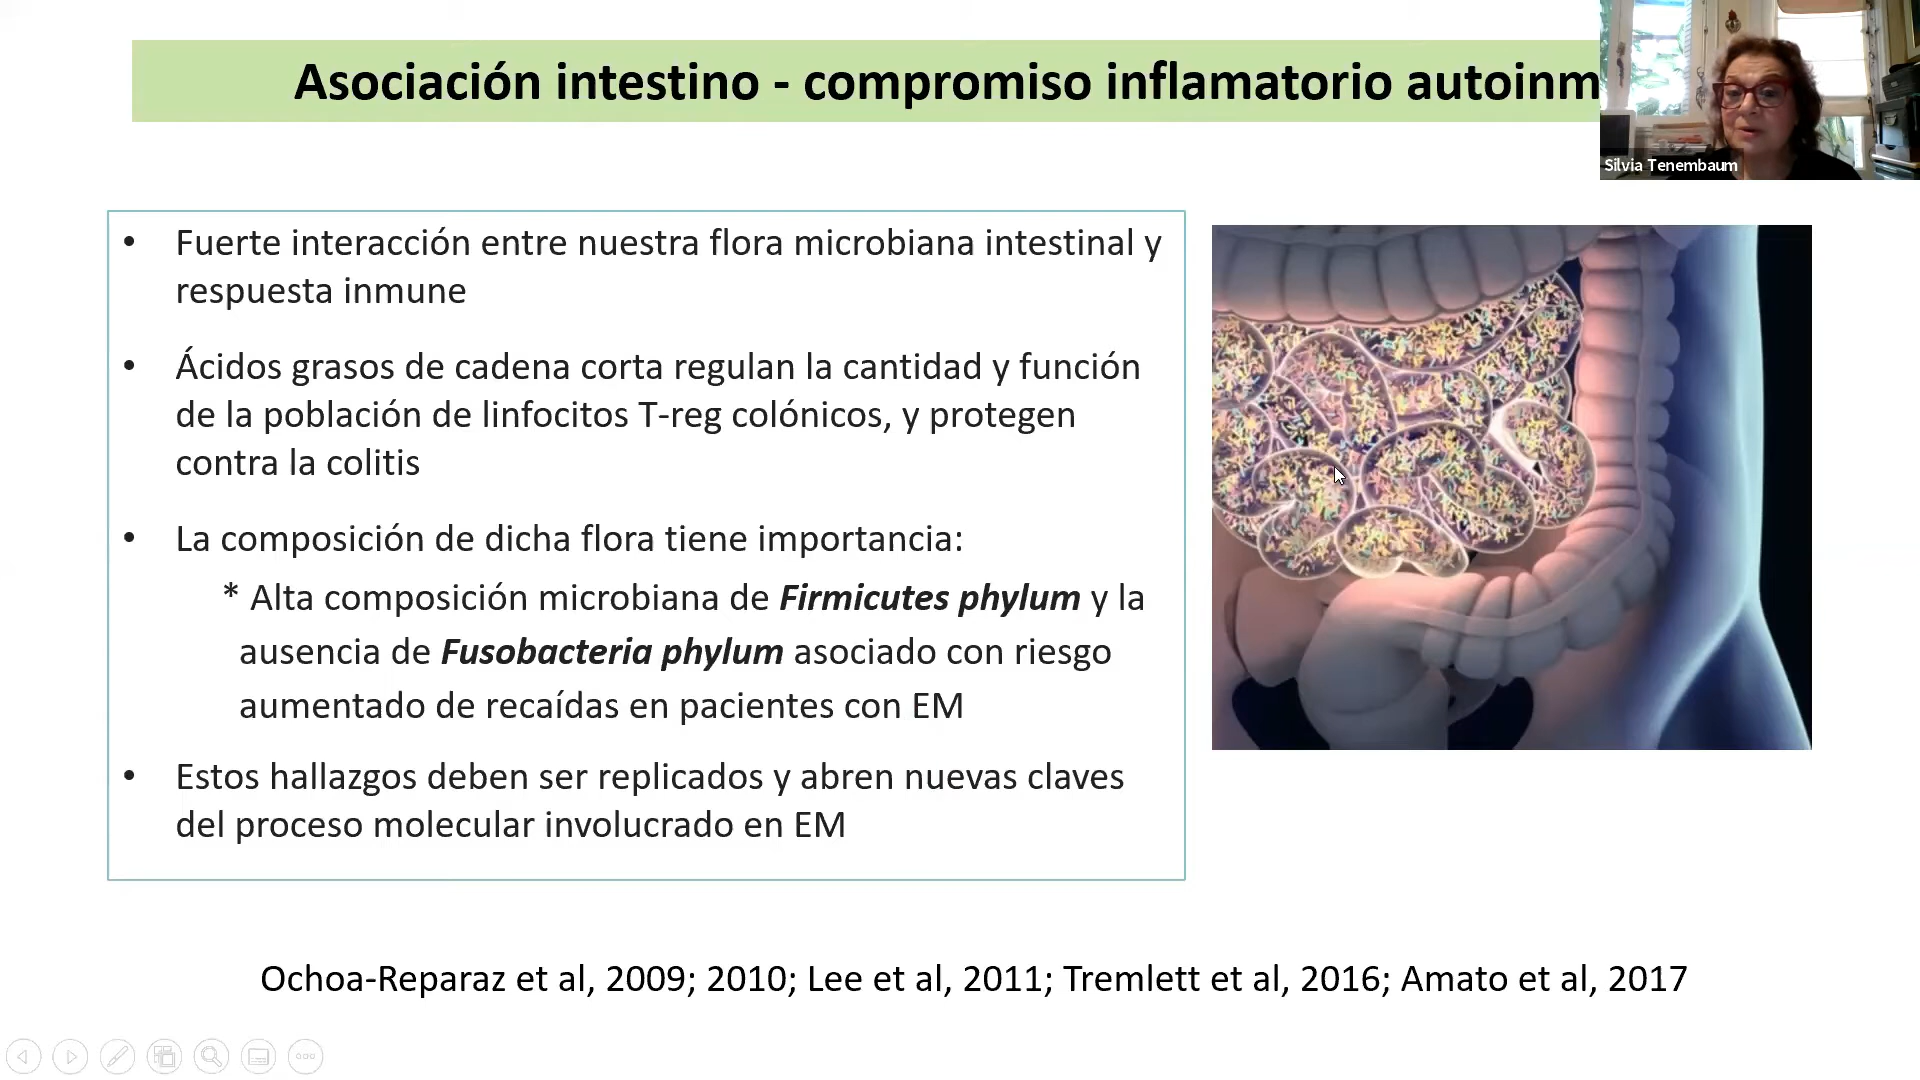 Asociación intestino - compromiso inflamatorio autoinm
Silvia Tenembaum
• Fuerte interacción entre nuestra flora microbiana intestinal y
respuesta inmune
• Ácidos grasos de cadena corta regulan la cantidad y función
de la población de linfocitos T-reg colónicos, y protegen
contra la colitis
• La composición de dicha flora tiene importancia:
* Alta composición microbiana de Firmicutes phylum y la
ausencia de Fusobacteria phylum asociado con riesgo
aumentado de recaídas en pacientes con EM
• Estos hallazgos deben ser replicados y abren nuevas claves
del proceso molecular involucrado en EM
Ochoa-Reparaz et al, 2009; 2010; Lee et al, 2011; Tremlett et al, 2016; Amato et al, 2017